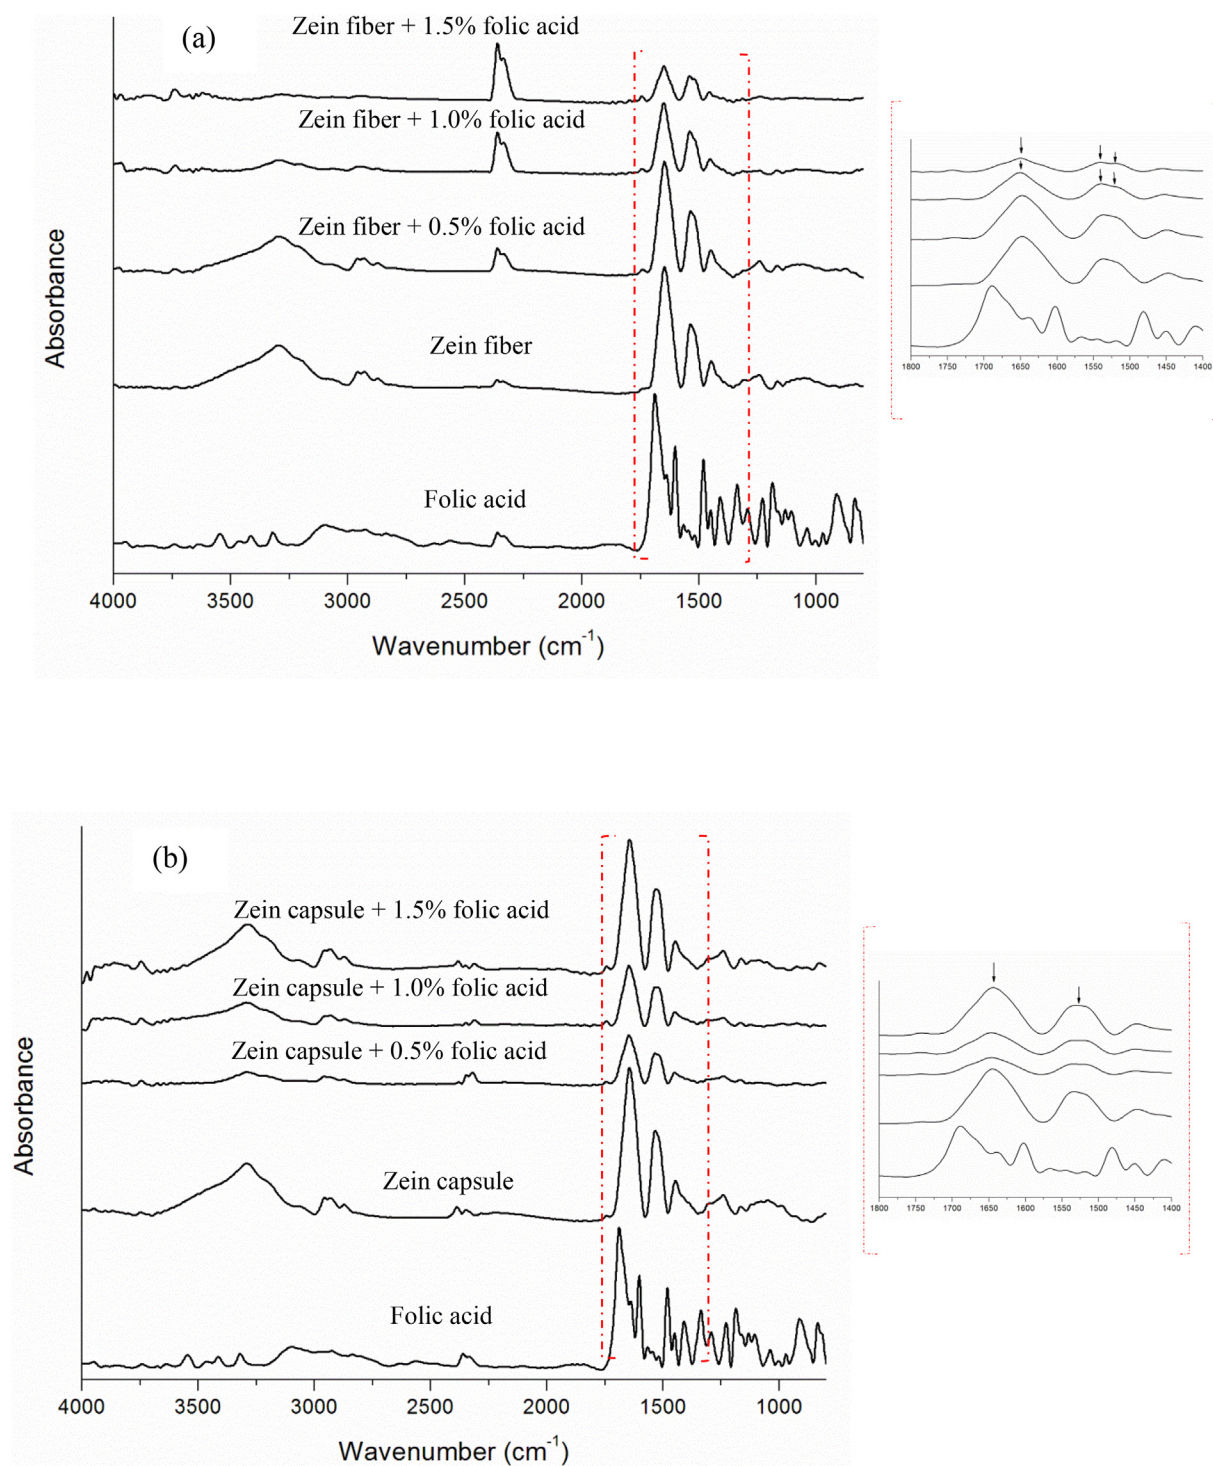 (a)
Zein fiber + 1.5% folic acid
Zein fiber + 1.0% folic acid
Zein fiber + 0.5% folic acid
Zein fiber
Folic acid
Absorbance
4000 3500 3000 2500 2000 1500 1000
Wavenumber (cm-1)
1800 1750 1700 1650 1600 1550 1500 1450 1400
(b)
Zein capsule + 1.5% folic acid
Zein capsule + 1.0% folic acid
Zein capsule + 0.5% folic acid
Zein capsule
Folic acid
Absorbance
4000 3500 3000 2500 2000 1500 1000
Wavenumber (cm-1)
1800 1750 1700 1650 1600 1550 1500 1450 1400